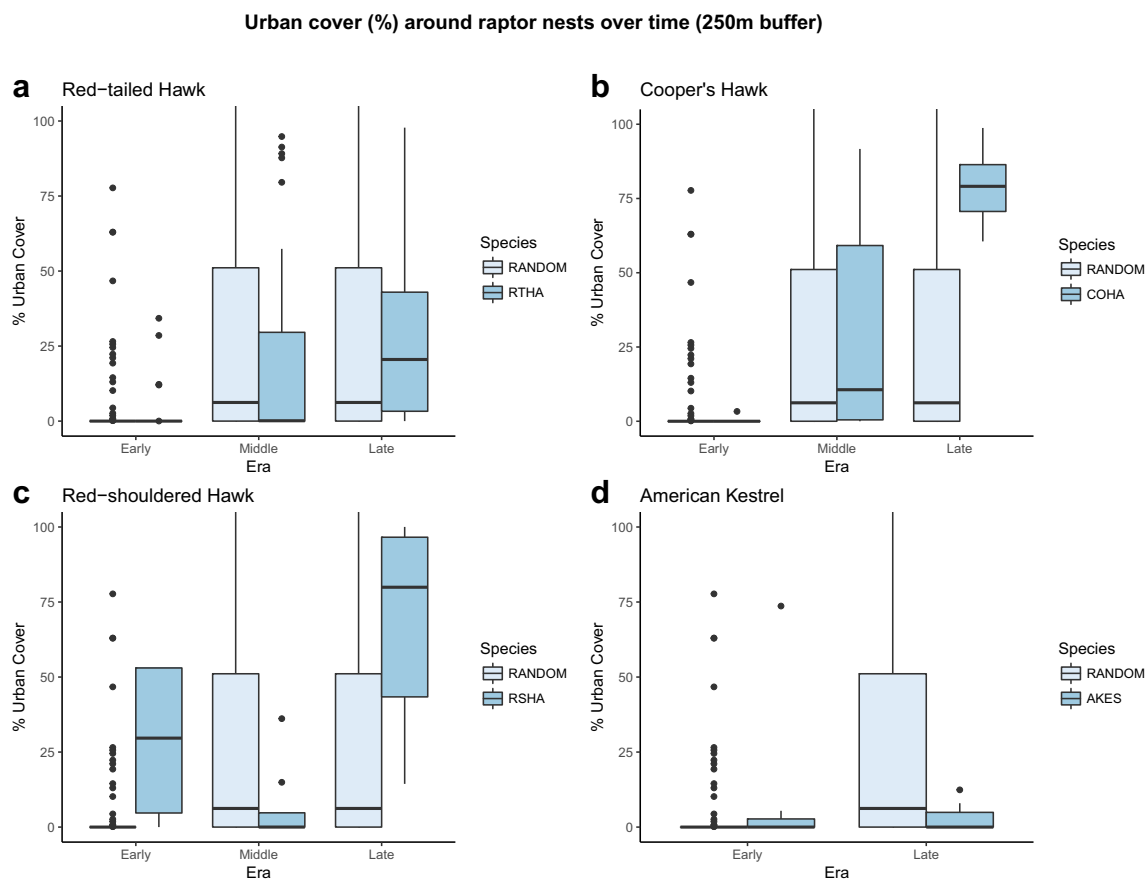 Urban cover (%) around raptor nests over time (250m buffer)
a
Red−tailed Hawk
100
75
50
25
0
% Urban Cover
Early
Middle
Late
Era
Species
RANDOM
RTHA
b
Cooper's Hawk
100
75
50
25
0
% Urban Cover
Early
Middle
Late
Era
Species
RANDOM
COHA
c
Red−shouldered Hawk
100
75
50
25
0
% Urban Cover
Early
Middle
Late
Era
Species
RANDOM
RSHA
d
American Kestrel
100
75
50
25
0
% Urban Cover
Early
Late
Era
Species
RANDOM
AKES